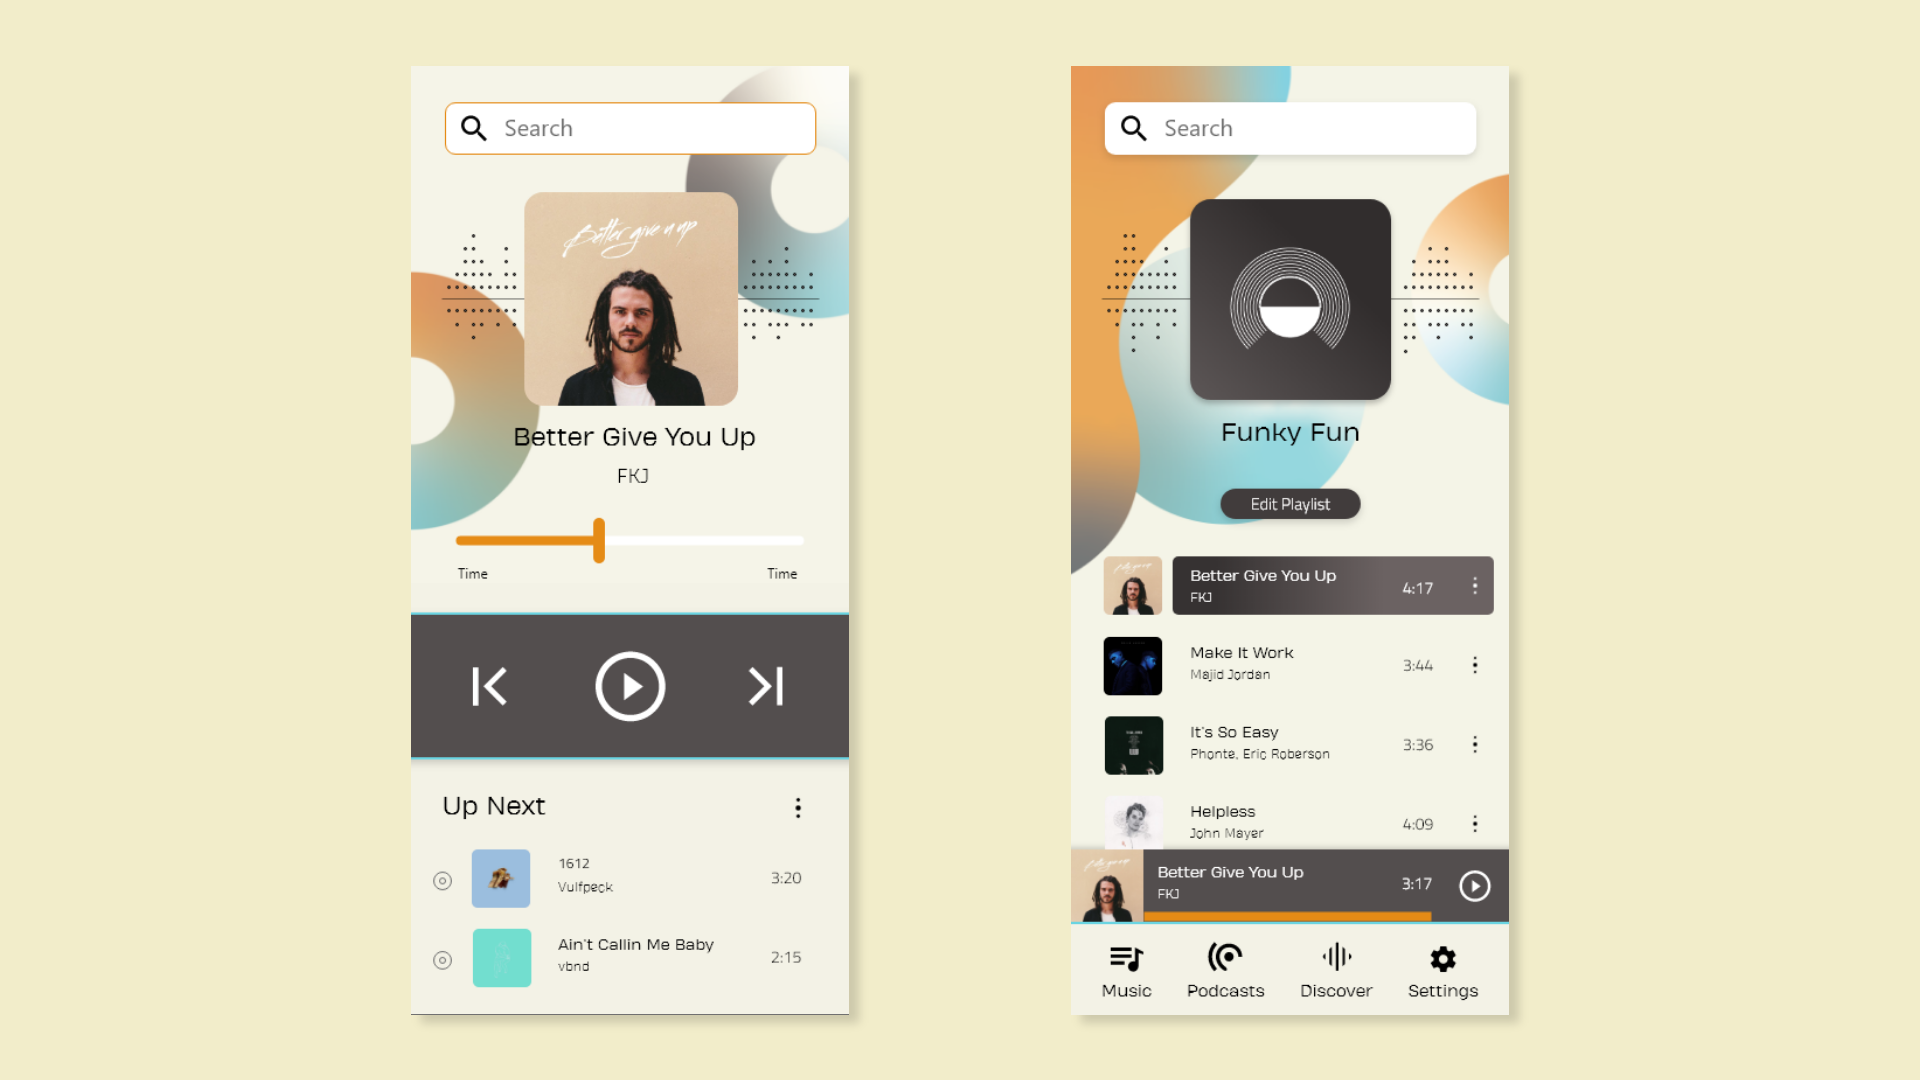 Search
Better give u up
Better Give You Up
FKJ
Time Time
Up Next
1612
Vulfpeck
3:20
Ain't Callin Me Baby
vbnd
2:15
Search
Funky Fun
Edit Playlist
Better Give You Up
FKJ
4:17
Make It Work
Majid Jordan
3:44
It's So Easy
Phonte, Eric Roberson
3:36
Helpless
John Mayer
4:09
Better Give You Up
FKJ
3:17
Music Podcasts Discover Settings